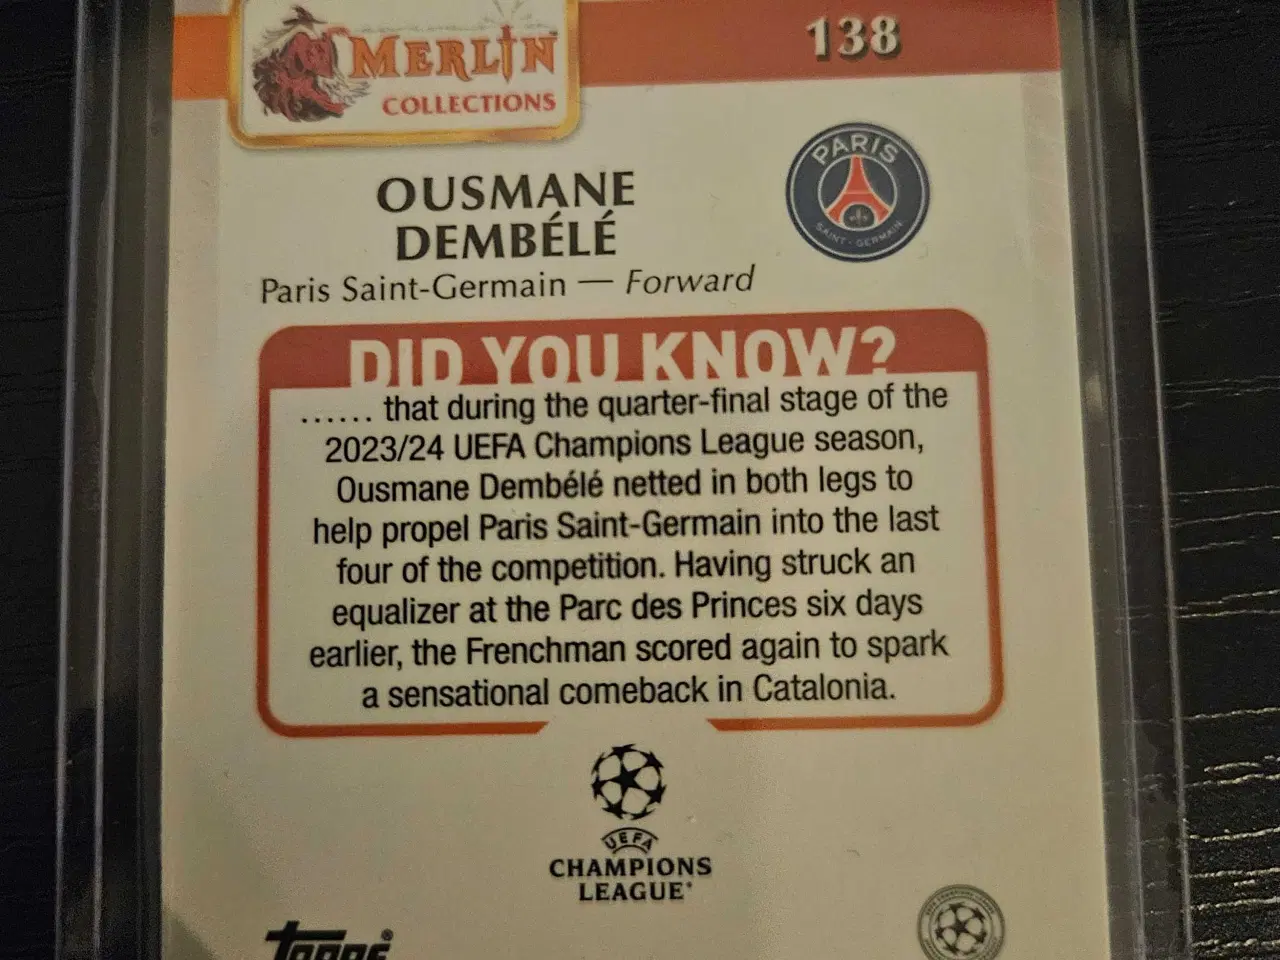 MERLIN
COLLECTIONS
138
PARIS
SAINT-GERMAIN
OUSMANE
DEMBÉLÉ
Paris Saint-Germain — Forward
DID YOU KNOW?
...... that during the quarter-final stage of the
2023/24 UEFA Champions League season,
Ousmane Dembélé netted in both legs to
help propel Paris Saint-Germain into the last
four of the competition. Having struck an
equalizer at the Parc des Princes six days
earlier, the Frenchman scored again to spark
a sensational comeback in Catalonia.
UEFA
CHAMPIONS
LEAGUE®
Topps®